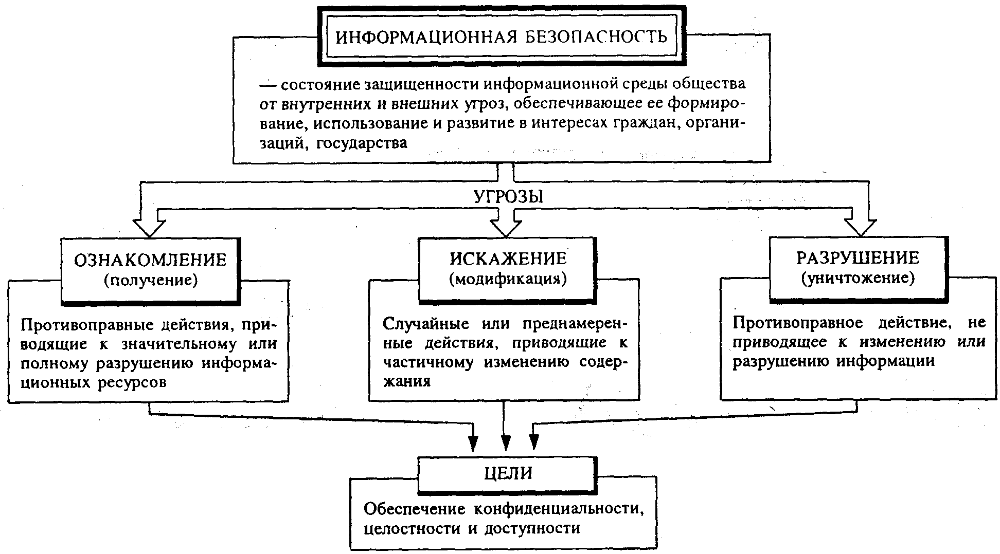 ИНФОРМАЦИОННАЯ БЕЗОПАСНОСТЬ
— состояние защищенности информационной среды общества
от внутренних и внешних угроз, обеспечивающее ее формиро-
вание, использование и развитие в интересах граждан, органи-
заций, государства
УГРОЗЫ
ОЗНАКОМЛЕНИЕ
(получение)
Противоправные действия, при-
водящие к значительному или
полному разрушению информа-
ционных ресурсов
ИСКАЖЕНИЕ
(модификация)
Случайные или преднамерен-
ные действия, приводящие к
частичному изменению содер-
жания
РАЗРУШЕНИЕ
(уничтожение)
Противоправное действие, не
приводящее к изменению или
разрушению информации
ЦЕЛИ
Обеспечение конфиденциальности,
целостности и доступности